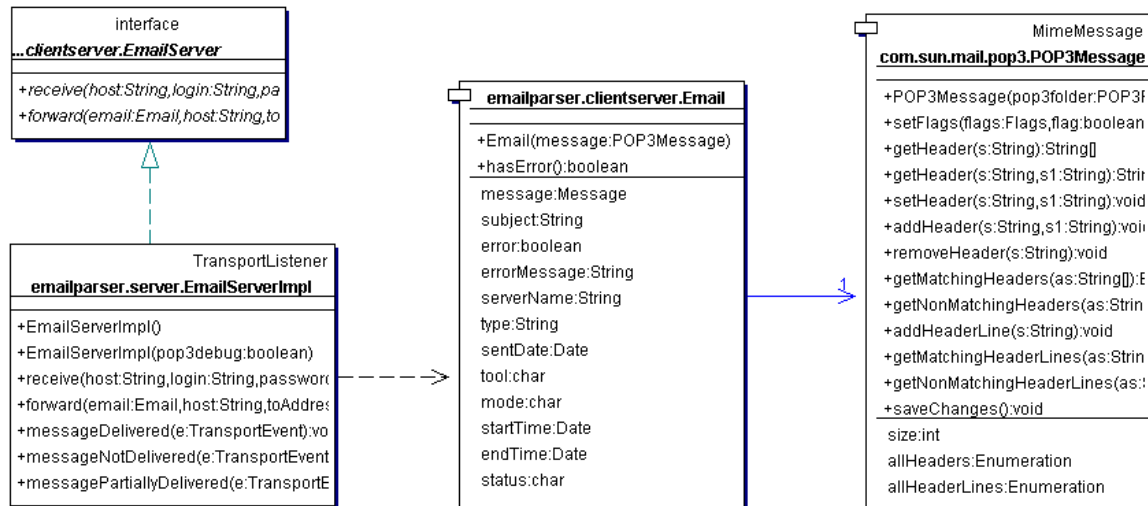 interface
...clientserver.EmailServer
+receive(host:String,login:String,pa
+forward(email:Email,host:String,to
TransportListener
emailparser.server.EmailServerImpl
+EmailServerImpl()
+EmailServerImpl(pop3debug:boolean)
+receive(host:String,login:String,password(
+forward(email:Email,host:String,toAddres
+messageDelivered(e:TransportEvent):vo
+messageNotDelivered(e:TransportEvent
+messagePartiallyDelivered(e:TransportE
emailparser.clientserver.Email
+Email(message:POP3Message)
+hasError():boolean
message:Message
subject:String
error:boolean
errorMessage:String
serverName:String
type:String
sentDate:Date
tool:char
mode:char
startTime:Date
endTime:Date
status:char
1
MimeMessage
com.sun.mail.pop3.POP3Message
+POP3Message(pop3folder:POP3F
+setFlags(flags:Flags,flag:boolean
+getHeader(s:String):String[]
+getHeader(s:String,s1:String):Strin
+setHeader(s:String,s1:String):void
+addHeader(s:String,s1:String):voi
+removeHeader(s:String):void
+getMatchingHeaders(as:String[]):E
+getNonMatchingHeaders(as:Strin
+addHeaderLine(s:String):void
+getMatchingHeaderLines(as:Strin
+getNonMatchingHeaderLines(as:S
+saveChanges():void
size:int
allHeaders:Enumeration
allHeaderLines:Enumeration